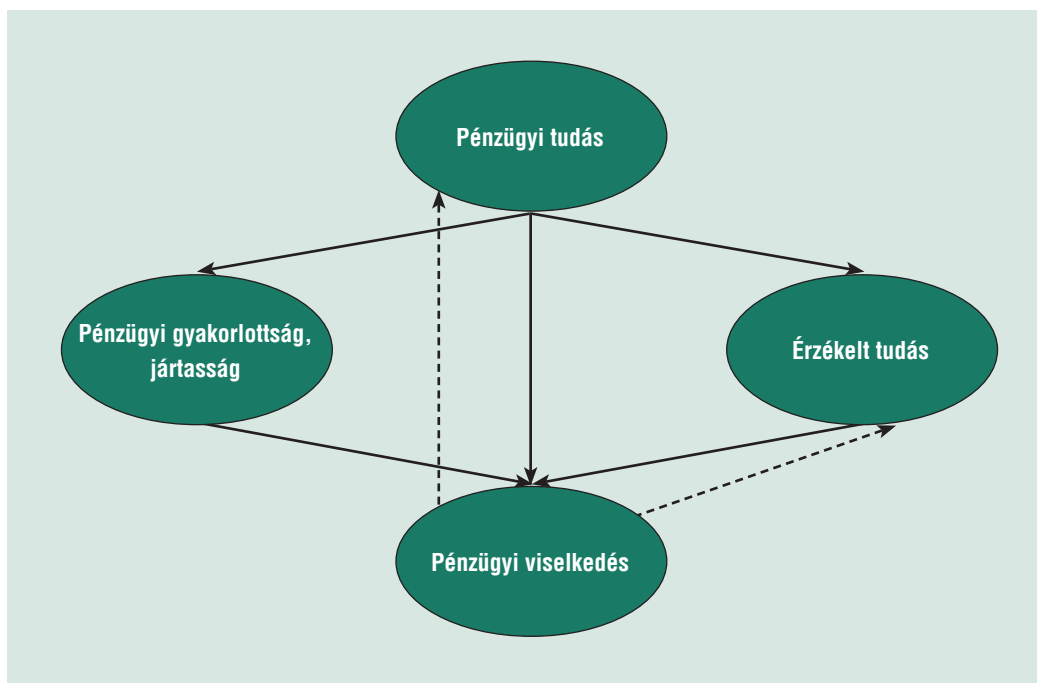 Pénzügyi tudás
Pénzügyi gyakorlottság,
jártasság
Érzékelt tudás
Pénzügyi viselkedés